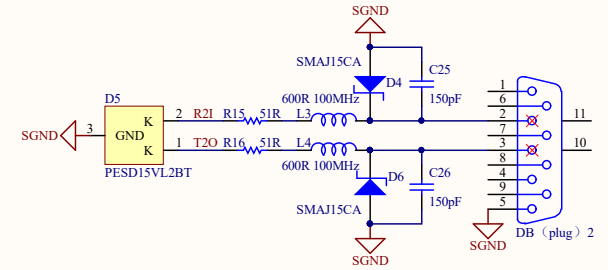 SGND
SMAJ15CA
D4
C25
150pF
D5
K
GND
K
2
R2I
R15
51R
L3
600R 100MHz
SGND
3
1
T2O
R16
51R
L4
600R 100MHz
PESD15VL2BT
D6
SMAJ15CA
C26
150pF
SGND
1
6
2
7
3
8
4
9
5
11
10
SGND
DB（plug）2